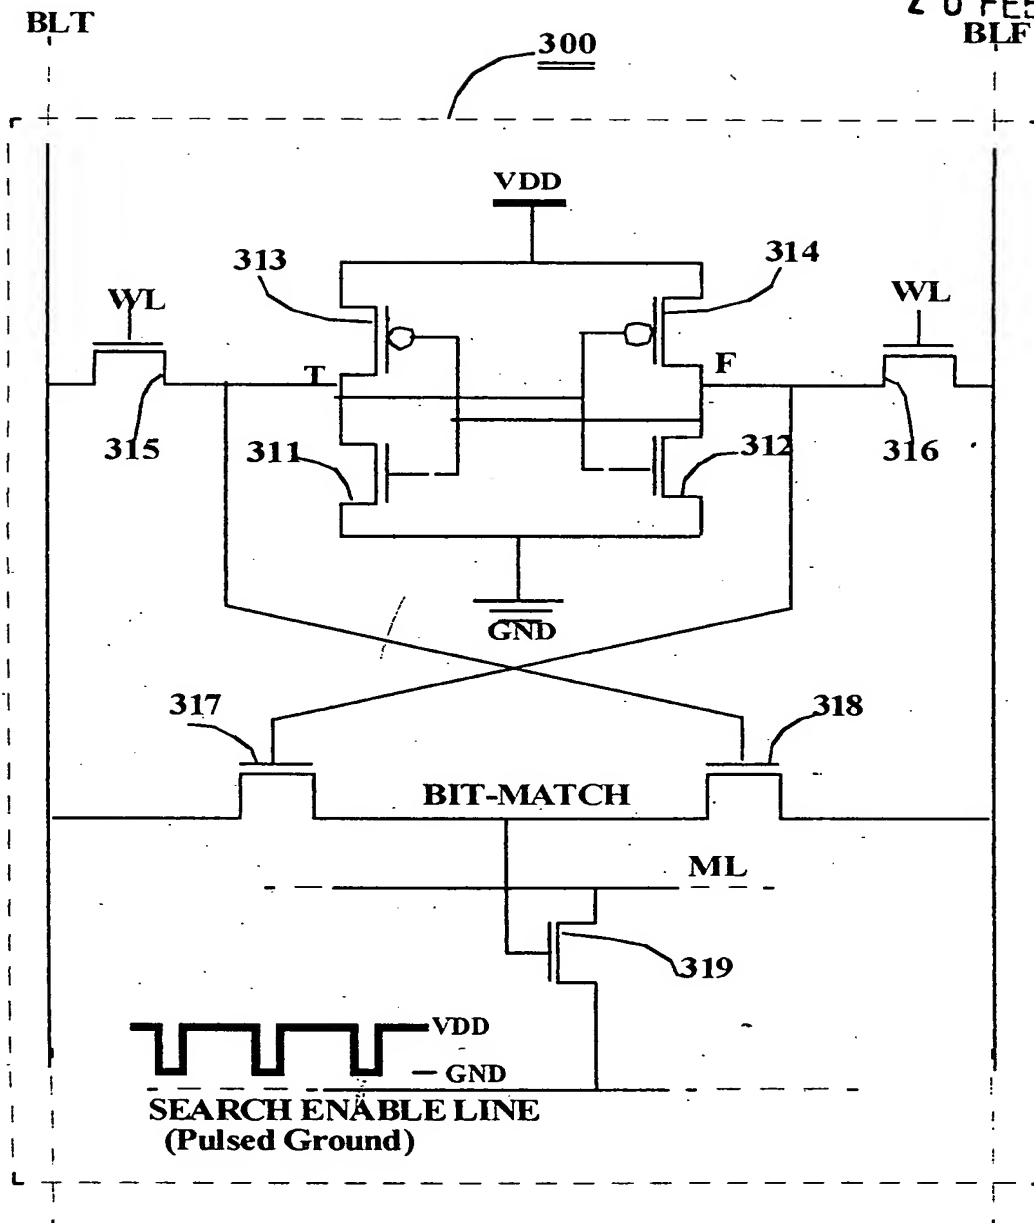 BLT
BLF
300
VDD
313
314
WL
WL
T
F
315
311
312
316
GND
317
318
BIT-MATCH
ML
319
VDD
GND
SEARCH ENABLE LINE
(Pulsed Ground)